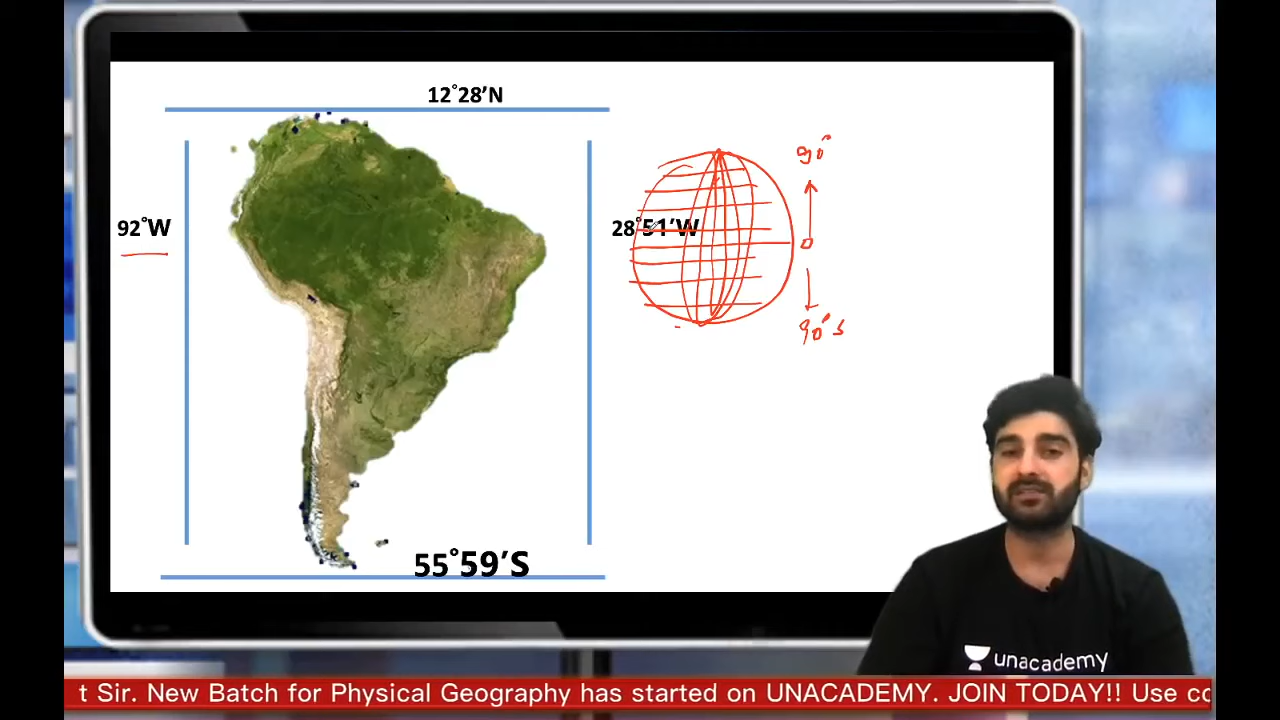 12°28’N
92°W
28°51’W
90°
0
90° S
55°59’S
unacademy
t Sir. New Batch for Physical Geography has started on UNACADEMY. JOIN TODAY!! Use co